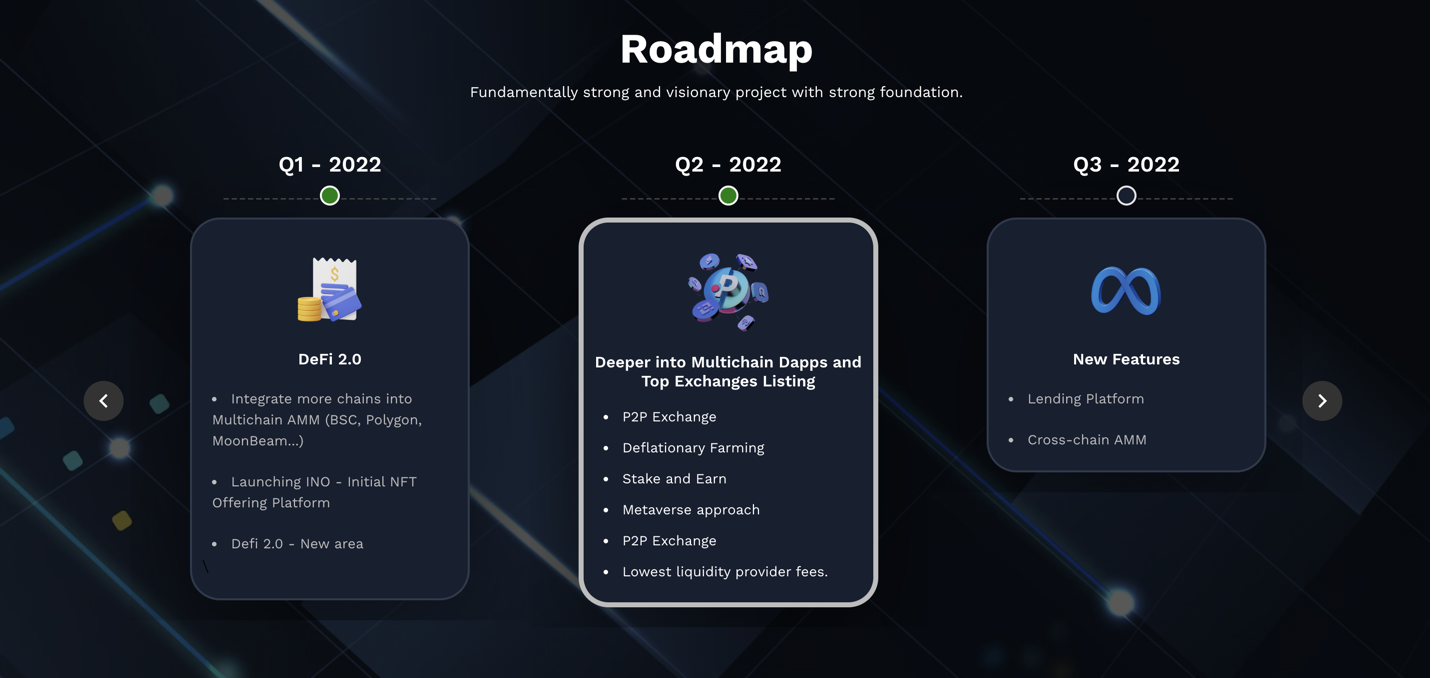 Roadmap
Fundamentally strong and visionary project with strong foundation.
Q1 - 2022
$
DeFi 2.0
• Integrate more chains into
Multichain AMM (BSC, Polygon,
MoonBeam...)
• Launching INO - Initial NFT
Offering Platform
• Defi 2.0 - New area
\
Q2 - 2022
P
Deeper into Multichain Dapps and
Top Exchanges Listing
• P2P Exchange
• Deflationary Farming
• Stake and Earn
• Metaverse approach
• P2P Exchange
• Lowest liquidity provider fees.
Q3 - 2022
New Features
• Lending Platform
• Cross-chain AMM